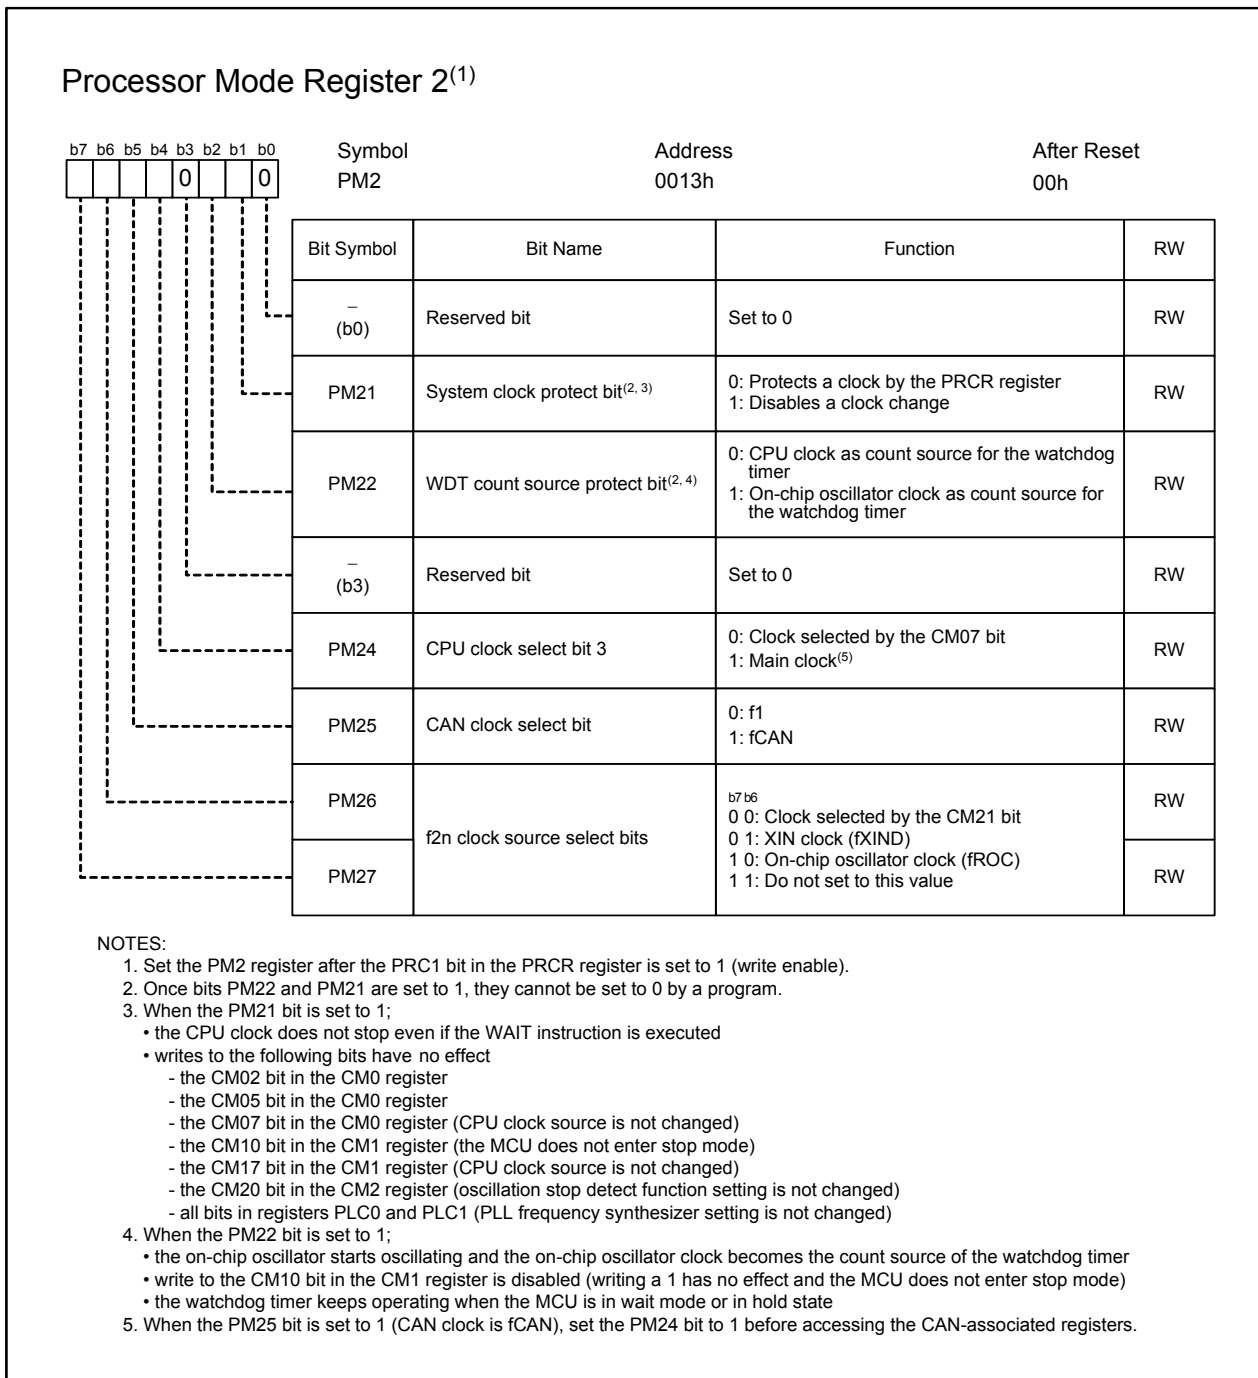 Processor Mode Register 2(1)
b7 b6 b5 b4 b3 b2 b1 b0
0 0
Symbol Address After Reset
PM2 0013h 00h
Bit Symbol Bit Name Function RW
– (b0) Reserved bit Set to 0 RW
PM21 System clock protect bit(2, 3) 0: Protects a clock by the PRCR register RW
1: Disables a clock change
PM22 WDT count source protect bit(2, 4) 0: CPU clock as count source for the watchdog RW
timer
1: On-chip oscillator clock as count source for
the watchdog timer
– (b3) Reserved bit Set to 0 RW
PM24 CPU clock select bit 3 0: Clock selected by the CM07 bit RW
1: Main clock(5)
PM25 CAN clock select bit 0: f1 RW
1: fCAN
PM26 f2n clock source select bits b7 b6 RW
0 0: Clock selected by the CM21 bit
0 1: XIN clock (fXIND)
1 0: On-chip oscillator clock (fROC)
PM27 1 1: Do not set to this value RW
NOTES:
1. Set the PM2 register after the PRC1 bit in the PRCR register is set to 1 (write enable).
2. Once bits PM22 and PM21 are set to 1, they cannot be set to 0 by a program.
3. When the PM21 bit is set to 1;
• the CPU clock does not stop even if the WAIT instruction is executed
• writes to the following bits have no effect
- the CM02 bit in the CM0 register
- the CM05 bit in the CM0 register
- the CM07 bit in the CM0 register (CPU clock source is not changed)
- the CM10 bit in the CM1 register (the MCU does not enter stop mode)
- the CM17 bit in the CM1 register (CPU clock source is not changed)
- the CM20 bit in the CM2 register (oscillation stop detect function setting is not changed)
- all bits in registers PLC0 and PLC1 (PLL frequency synthesizer setting is not changed)
4. When the PM22 bit is set to 1;
• the on-chip oscillator starts oscillating and the on-chip oscillator clock becomes the count source of the watchdog timer
• write to the CM10 bit in the CM1 register is disabled (writing a 1 has no effect and the MCU does not enter stop mode)
• the watchdog timer keeps operating when the MCU is in wait mode or in hold state
5. When the PM25 bit is set to 1 (CAN clock is fCAN), set the PM24 bit to 1 before accessing the CAN-associated registers.